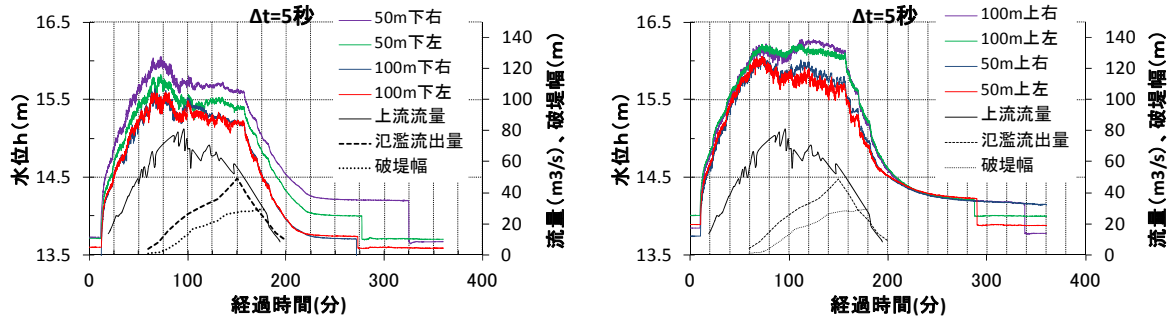 Δt=5秒
16.5
15.5
14.5
13.5
水位h(m)
0
100
200
300
400
経過時間(分)
140
120
100
80
60
40
20
0
流量(m3/s)、破堤幅(m)
50m下右
50m下左
100m下右
100m下左
上流流量
氾濫流出量
破堤幅
Δt=5秒
16.5
15.5
14.5
13.5
水位h(m)
0
100
200
300
400
経過時間(分)
140
120
100
80
60
40
20
0
流量(m3/s)、破堤幅(m)
100m上右
100m上左
50m上右
50m上左
上流流量
氾濫流出量
破堤幅